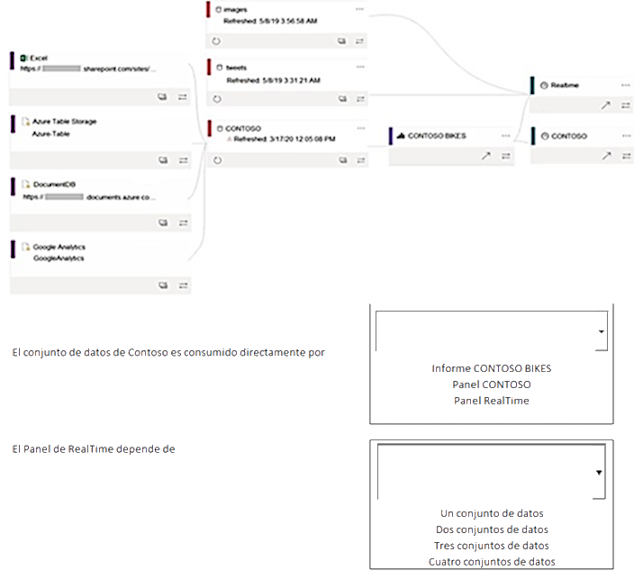 images
Refreshed: 5/8/19 3:56:58 AM
Excel
https:// sharepoint.com/sites/...
tweets
Refreshed: 5/8/19 3:31:21 AM
Realtime
Azure Table Storage
Azure-Table
CONTOSO
Refreshed: 3/17/20 12:05:08 PM
CONTOSO BIKES
CONTOSO
DocumentDB
https:// documents.azure.co...
Google Analytics
GoogleAnalytics
El conjunto de datos de Contoso es consumido directamente por
Informe CONTOSO BIKES
Panel CONTOSO
Panel RealTime
El Panel de RealTime depende de
Un conjunto de datos
Dos conjuntos de datos
Tres conjuntos de datos
Cuatro conjuntos de datos